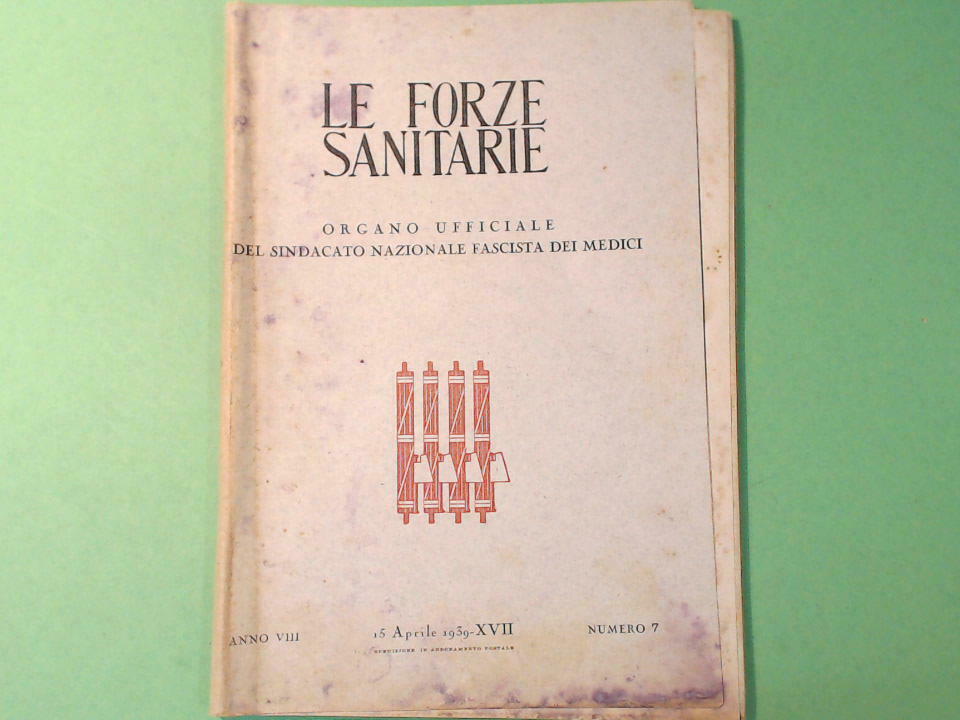 LE FORZE
SANITARIE
ORGANO UFFICIALE
DEL SINDACATO NAZIONALE FASCISTA DEI MEDICI
ANNO VIII
15 Aprile 1939-XVII
NUMERO 7
SPEDIZIONE IN ABBONAMENTO POSTALE